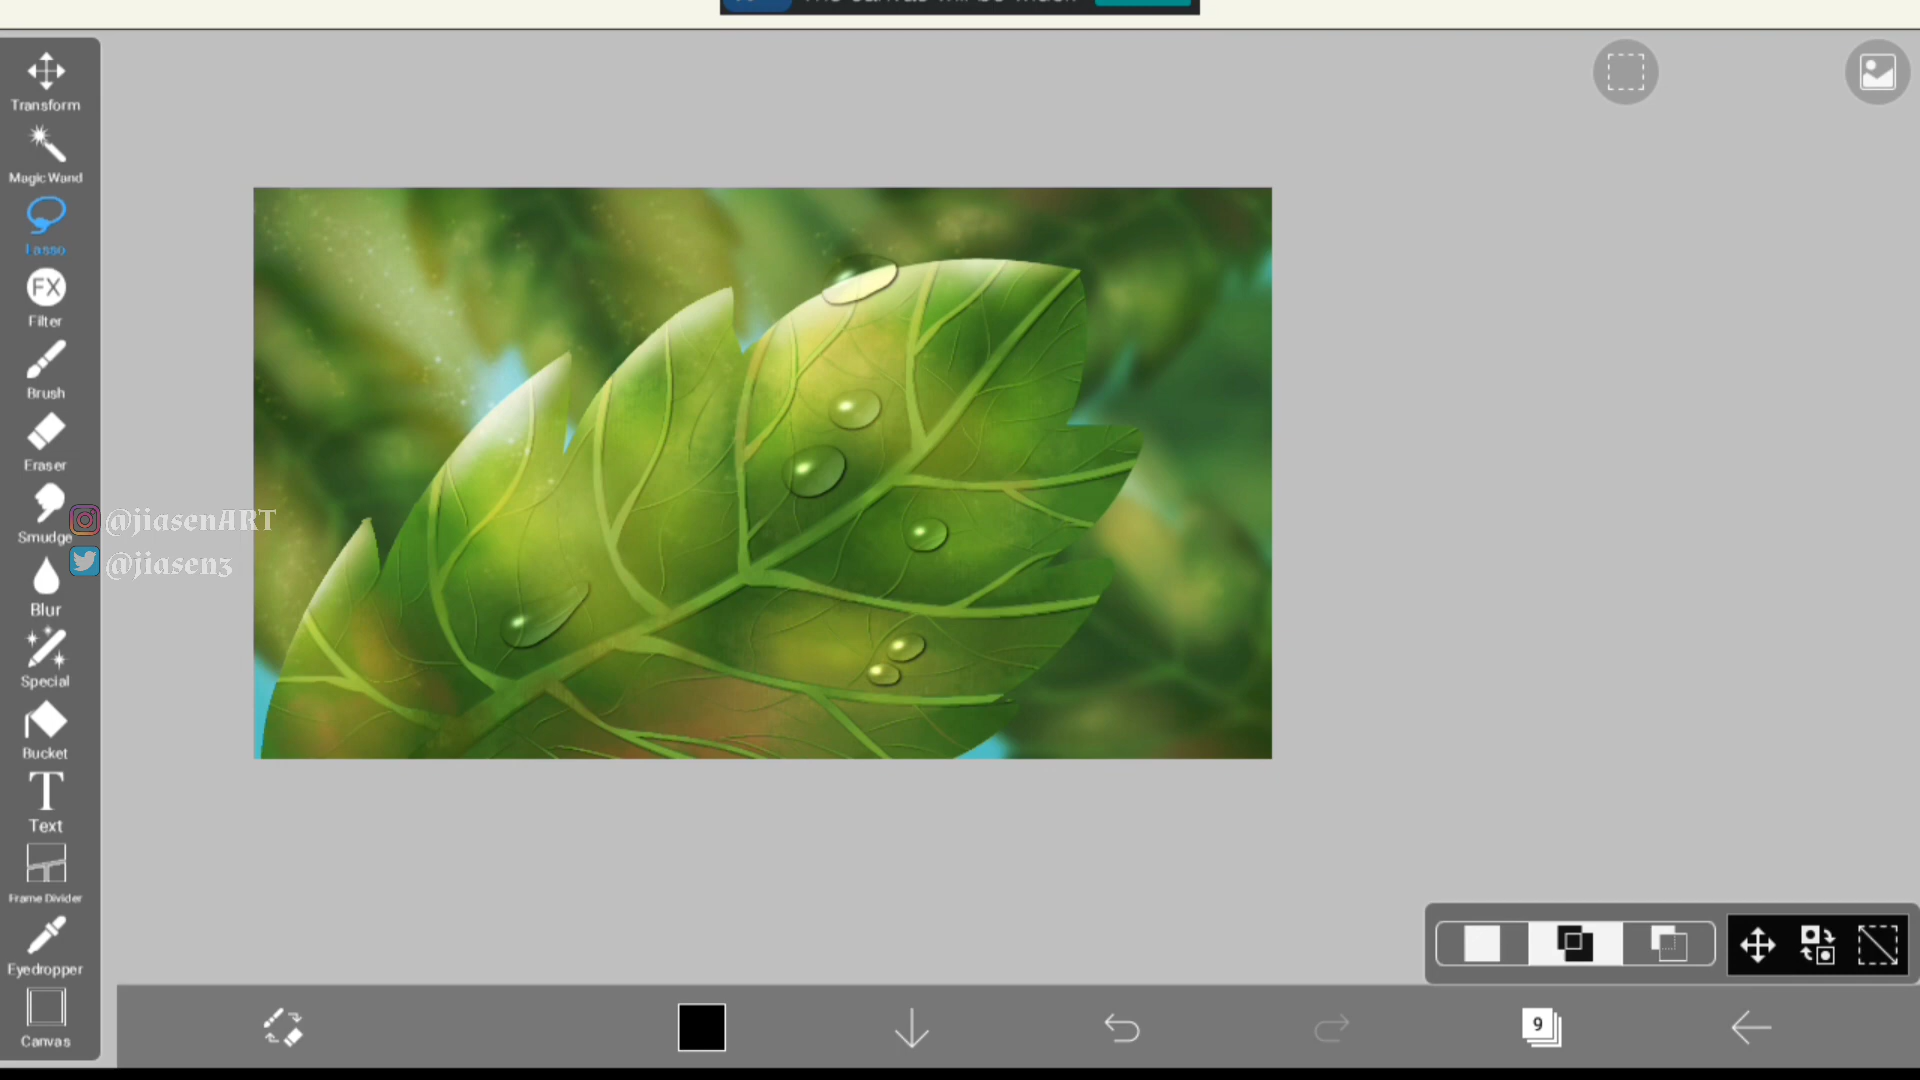 Transform
Magic Wand
Lasso
FX
Filter
Brush
Eraser
Smudge
@jiasenART
@jiasen3
Blur
Special
Bucket
T
Text
Frame Divider
Eyedropper
Canvas
9